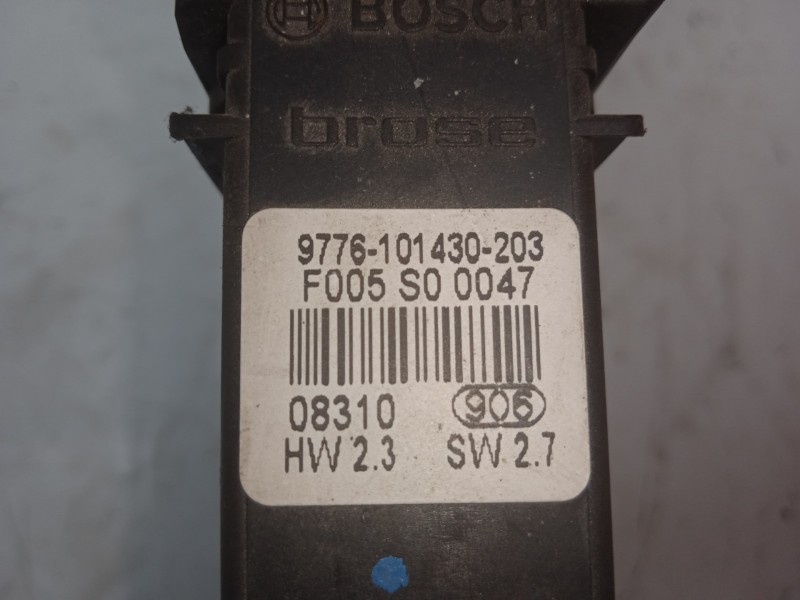 BOSCH
brose
9776-101430-203
F005 S0 0047
08310 906
HW 2.3 SW 2.7